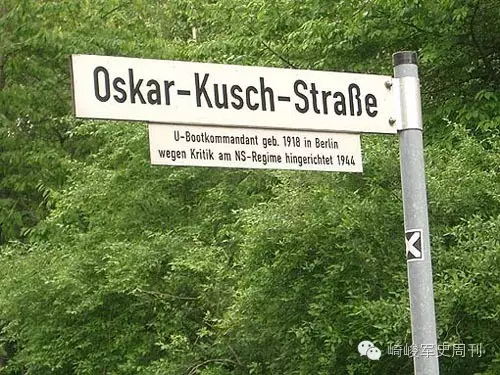 Oskar-Kusch-Straße
U-Bootkommandant geb. 1918 in Berlin
wegen Kritik am NS-Regime hingerichtet 1944
崎峻军史周刊